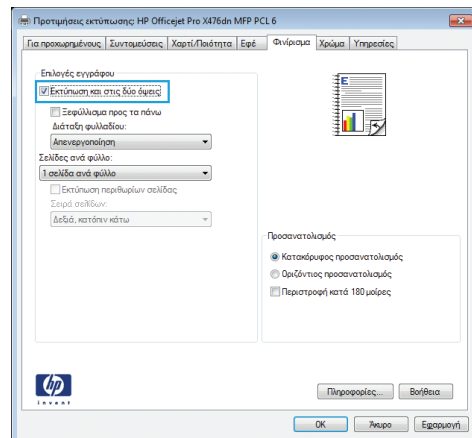 Προτιμήσεις εκτύπωσης: HP Officejet Pro X476dn MFP PCL 6
Για προχωρημένους Συντομεύσεις Χαρτί/Ποιότητα Εφέ Φινίρισμα Χρώμα Υπηρεσίες
Επιλογές εγγράφου
Εκτύπωση και στις δύο όψεις
Ξεφύλλισμα προς τα πάνω
Διάταξη φυλλαδίου:
Απενεργοποίηση
Σελίδες ανά φύλλο:
1 σελίδα ανά φύλλο
Εκτύπωση περιθωρίων σελίδας
Σειρά σελίδων:
Δεξιά, κατόπιν κάτω
E
Προσανατολισμός
Κατακόρυφος προσανατολισμός
Οριζόντιος προσανατολισμός
Περιστροφή κατά 180 μοίρες
hp
invent
Πληροφορίες... Βοήθεια
OK Άκυρο Εφαρμογή